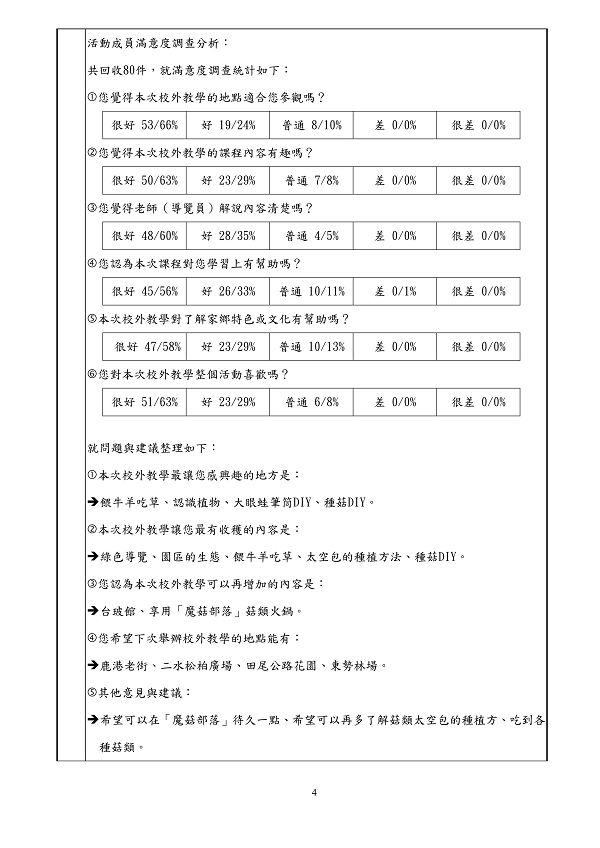 活動成員滿意度調查分析：
共回收80件，就滿意度調查統計如下：
①您覺得本次校外教學的地點適合您參觀嗎？
很好 53/66% 好 19/24% 普通 8/10% 差 0/0% 很差 0/0%
②您覺得本次校外教學的課程內容有趣嗎？
很好 50/63% 好 23/29% 普通 7/8% 差 0/0% 很差 0/0%
③您覺得老師（導覽員）解說內容清楚嗎？
很好 48/60% 好 28/35% 普通 4/5% 差 0/0% 很差 0/0%
④您認為本次課程對您學習上有幫助嗎？
很好 45/56% 好 26/33% 普通 10/11% 差 0/1% 很差 0/0%
⑤本次校外教學對了解家鄉特色或文化有幫助嗎？
很好 47/58% 好 23/29% 普通 10/13% 差 0/0% 很差 0/0%
⑥您對本次校外教學整個活動喜歡嗎？
很好 51/63% 好 23/29% 普通 6/8% 差 0/0% 很差 0/0%
就問題與建議整理如下：
①本次校外教學最讓您感興趣的地方是：
➔餵牛羊吃草、認識植物、大眼蛙筆筒DIY、種菇DIY。
②本次校外教學讓您最有收穫的內容是：
➔綠色導覽、園區的生態、餵牛羊吃草、太空包的種植方法、種菇DIY。
③您認為本次校外教學可以再增加的內容是：
➔台玻館、享用「魔菇部落」菇類火鍋。
④您希望下次舉辦校外教學的地點能有：
➔鹿港老街、二水松柏廣場、田尾公路花園、東勢林場。
⑤其他意見與建議：
➔希望可以在「魔菇部落」待久一點、希望可以再多了解菇類太空包的種植方、吃到各
種菇類。
4